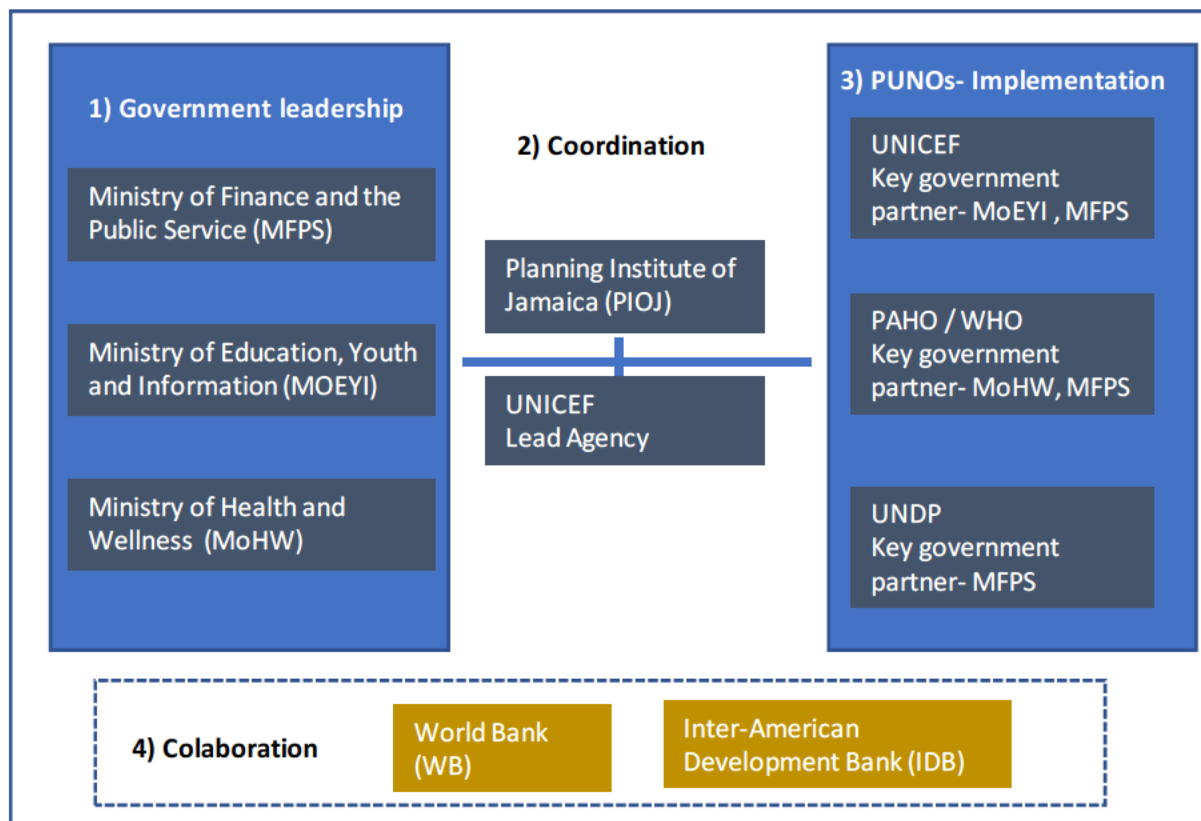 1) Government leadership
Ministry of Finance and the
Public Service (MFPS)
Ministry of Education, Youth
and Information (MOEYI)
Ministry of Health and
Wellness (MoHW)
2) Coordination
Planning Institute of
Jamaica (PIOJ)
UNICEF
Lead Agency
3) PUNOs- Implementation
UNICEF
Key government
partner- MoEYI , MFPS
PAHO / WHO
Key government
partner- MoHW, MFPS
UNDP
Key government
partner- MFPS
4) Colaboration
World Bank
(WB)
Inter-American
Development Bank (IDB)